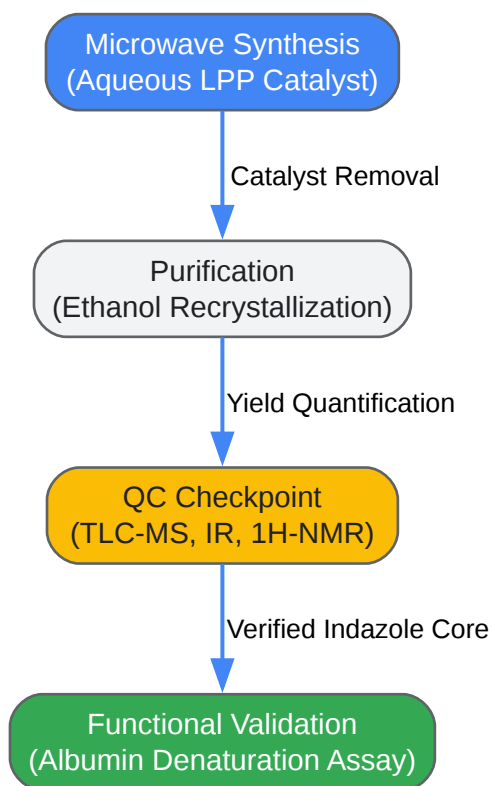 Microwave Synthesis
(Aqueous LPP Catalyst)
Catalyst Removal
Purification
(Ethanol Recrystallization)
Yield Quantification
QC Checkpoint
(TLC-MS, IR, 1H-NMR)
Verified Indazole Core
Functional Validation
(Albumin Denaturation Assay)